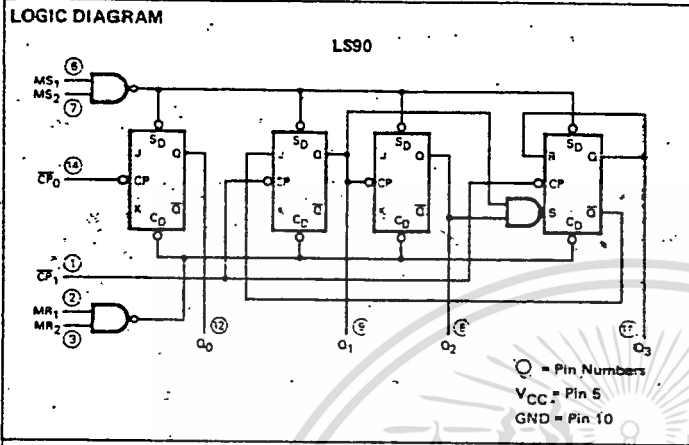 LOGIC DIAGRAM
LS90
MS1 ⑥
MS2 ⑦
SD SD SD SD
J Q J Q J Q R Q
CP0 ⑭ CP CP CP CP
K Q K Q K Q S Q
CD CD CD CD
CP1 ①
MR1 ②
MR2 ③
⑫ ⑨ ⑧ ⑪
Q0 Q1 Q2 Q3
○ = Pin Numbers
VCC = Pin 5
GND = Pin 10